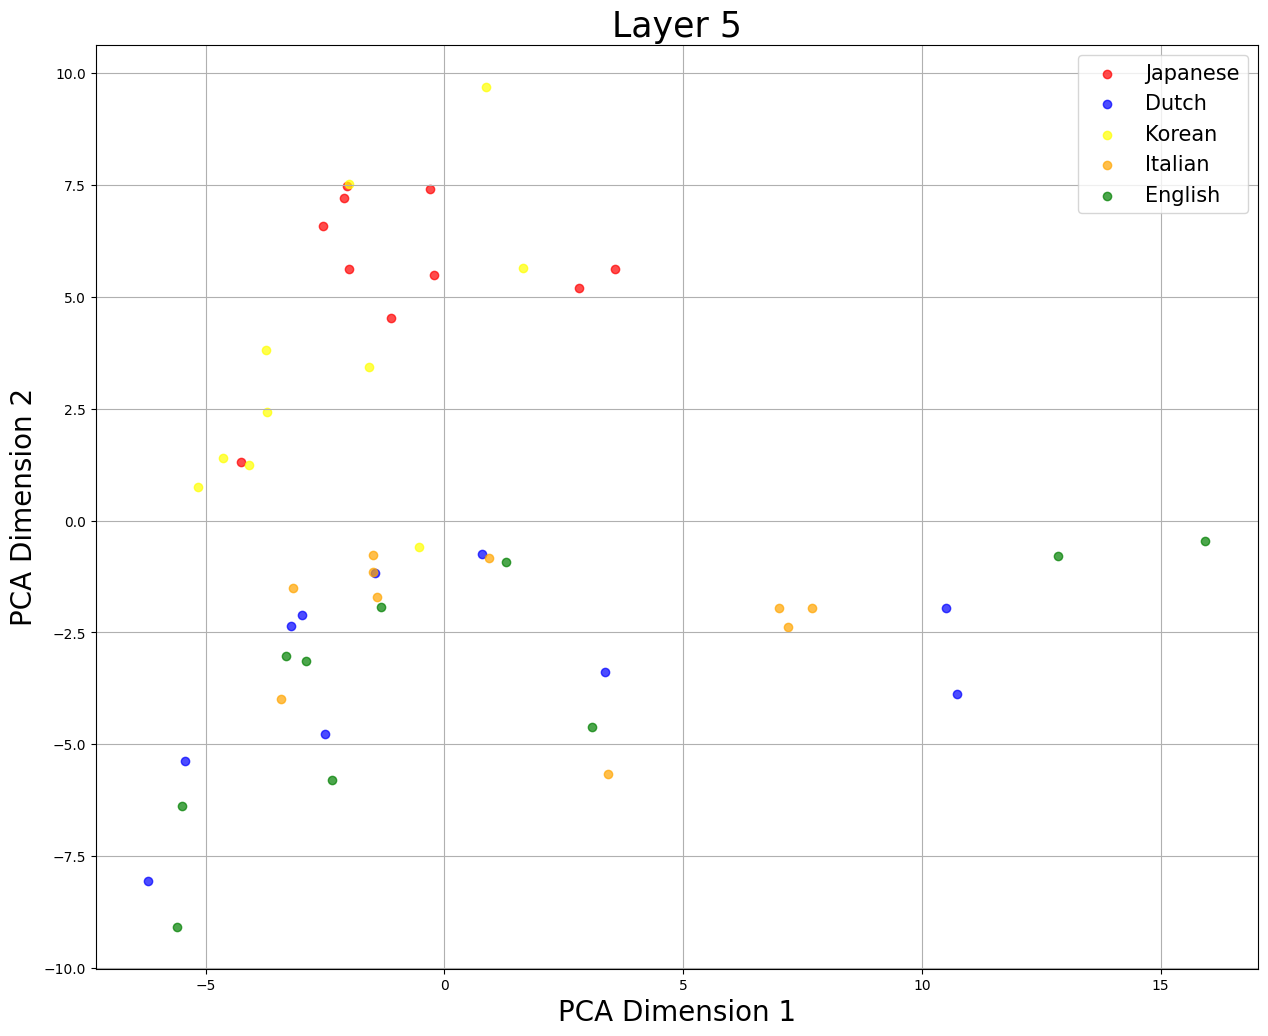 Layer 5
Japanese
Dutch
Korean
Italian
English
10.0
7.5
5.0
2.5
0.0
−2.5
−5.0
−7.5
−10.0
PCA Dimension 2
−5
0
5
10
15
PCA Dimension 1